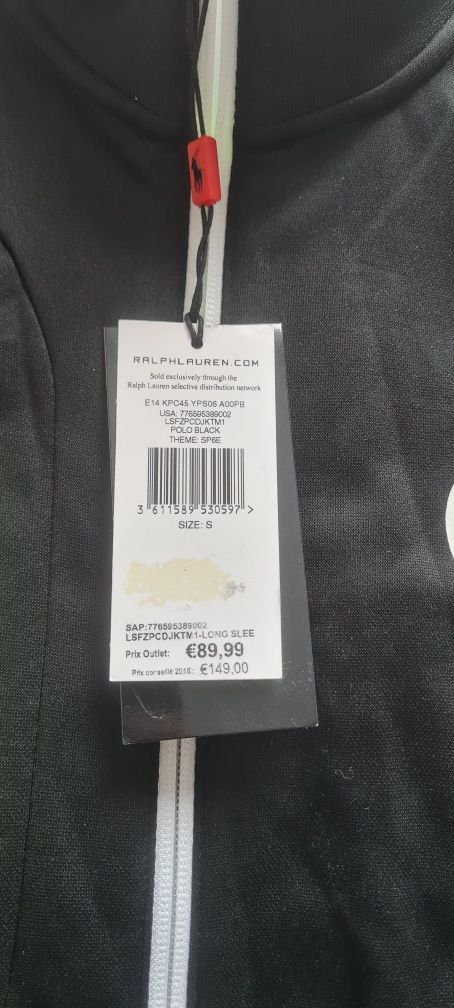 RALPHLAUREN.COM
Sold exclusively through the
Ralph Lauren selective distribution network
E14 KPC45 YPS06 A00PB
USA: 776595389002
LSFZPCDJKTM1
POLO BLACK
THEME: SP6E
3 611589 530597 >
SIZE: S
SAP:776595389002
LSFZPCDJKTM1-LONG SLEE
Prix Outlet: €89,99
Prix conseillé 2016: €149,00